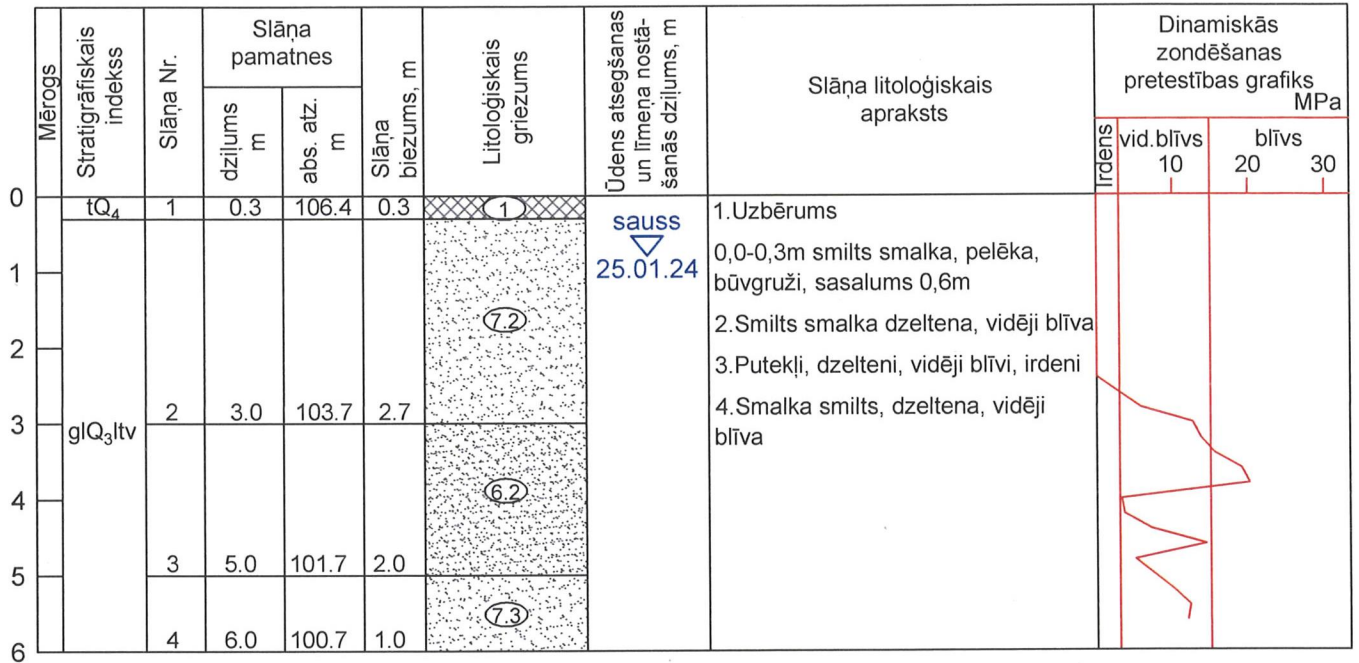 Mērogs
Stratigrāfiskais
indekss
Slāņa Nr.
Slāņa
pamatnes
dziļums
m
abs. atz.
m
Slāņa
biezums, m
Litoloģiskais
griezums
Ūdens atsegšanas
un līmeņa nostā-
šanās dziļums, m
Slāņa litoloģiskais
apraksts
Dinamiskās
zondēšanas
pretestības grafiks
MPa
Irdens
vid.blīvs
blīvs
10 20 30
0
1
2
3
4
5
6
tQ₄ 1 0.3 106.4 0.3 1
glQ₃ltv
2 3.0 103.7 2.7 7.2
3 5.0 101.7 2.0 6.2
4 6.0 100.7 1.0 7.3
sauss
25.01.24
1.Uzbērums
0,0-0,3m smilts smalka, pelēka,
būvgruži, sasalums 0,6m
2.Smilts smalka dzeltena, vidēji blīva
3.Putekļi, dzelteni, vidēji blīvi, irdeni
4.Smalka smilts, dzeltena, vidēji
blīva